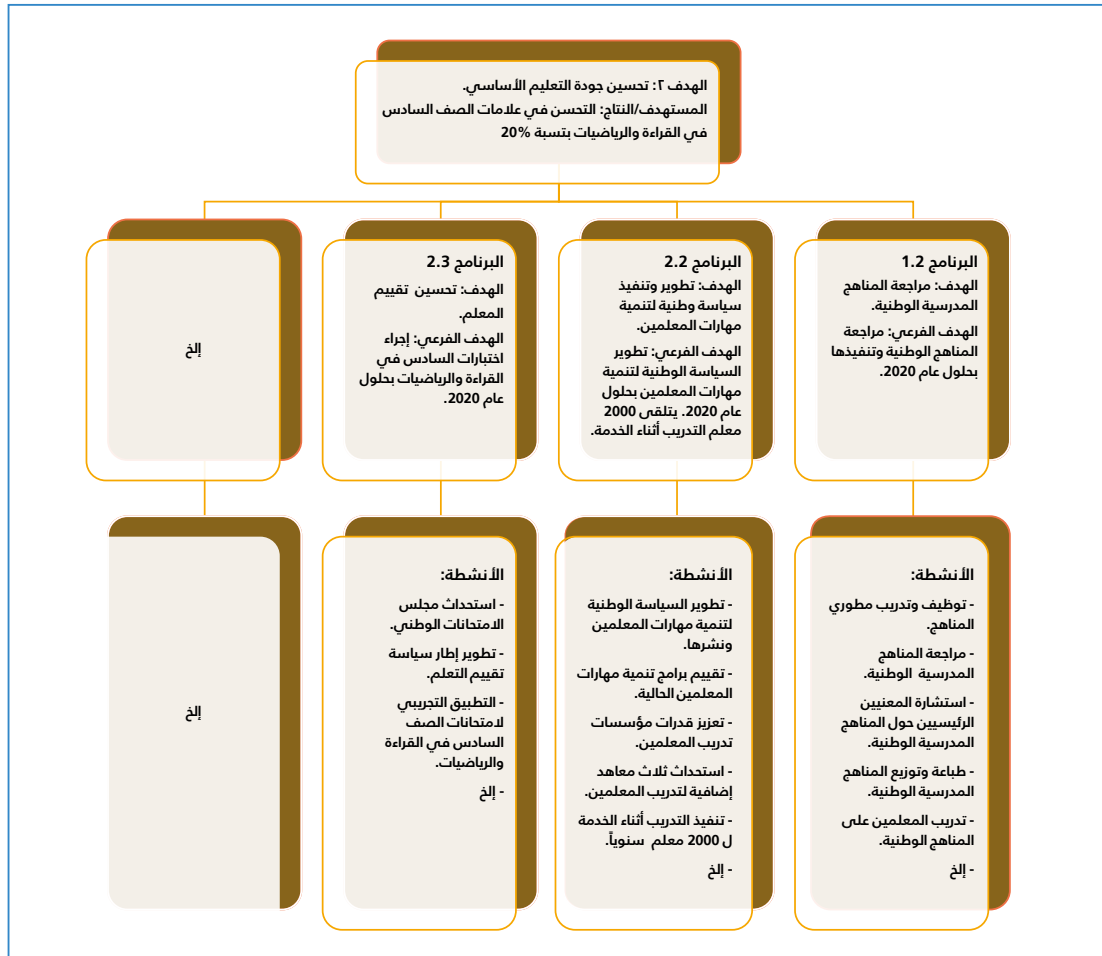 الهدف ٢: تحسين جودة التعليم الأساسي.
المستهدف/النتاج: التحسن في علامات الصف السادس
في القراءة والرياضيات بتسبة 20%
البرنامج 1.2
الهدف: مراجعة المناهج
المدرسية الوطنية.
الهدف الفرعي: مراجعة
المناهج الوطنية وتنفيذها
بحلول عام 2020.
البرنامج 2.2
الهدف: تطوير وتنفيذ
سياسة وطنية لتنمية
مهارات المعلمين.
الهدف الفرعي: تطوير
السياسة الوطنية لتنمية
مهارات المعلمين بحلول
عام 2020. يتلقى 2000
معلم التدريب أثناء الخدمة.
البرنامج 2.3
الهدف: تحسين تقييم
المعلم.
الهدف الفرعي: إجراء
اختبارات السادس في
القراءة والرياضيات بحلول
عام 2020.
إلخ
الأنشطة:
- توظيف وتدريب مطوري
المناهج.
- مراجعة المناهج
المدرسية الوطنية.
- استشارة المعنيين
الرئيسيين حول المناهج
المدرسية الوطنية.
- طباعة وتوزيع المناهج
المدرسية الوطنية.
- تدريب المعلمين على
المناهج الوطنية.
- إلخ
الأنشطة:
- تطوير السياسة الوطنية
لتنمية مهارات المعلمين
ونشرها.
- تقييم برامج تنمية مهارات
المعلمين الحالية.
- تعزيز قدرات مؤسسات
تدريب المعلمين.
- استحداث ثلاث معاهد
إضافية لتدريب المعلمين.
- تنفيذ التدريب أثناء الخدمة
ل 2000 معلم سنوياً.
- إلخ
الأنشطة:
- استحداث مجلس
الامتحانات الوطني.
- تطوير إطار سياسة
تقييم التعلم.
- التطبيق التجريبي
لامتحانات الصف
السادس في القراءة
والرياضيات.
- إلخ
إلخ